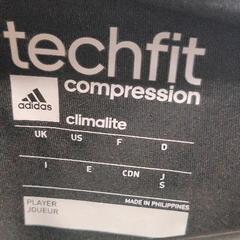 techfit
compression
adidas
climalite
UK US F D
I E CDN J
S
PLAYER
JOUEUR
MADE IN PHILIPPINES